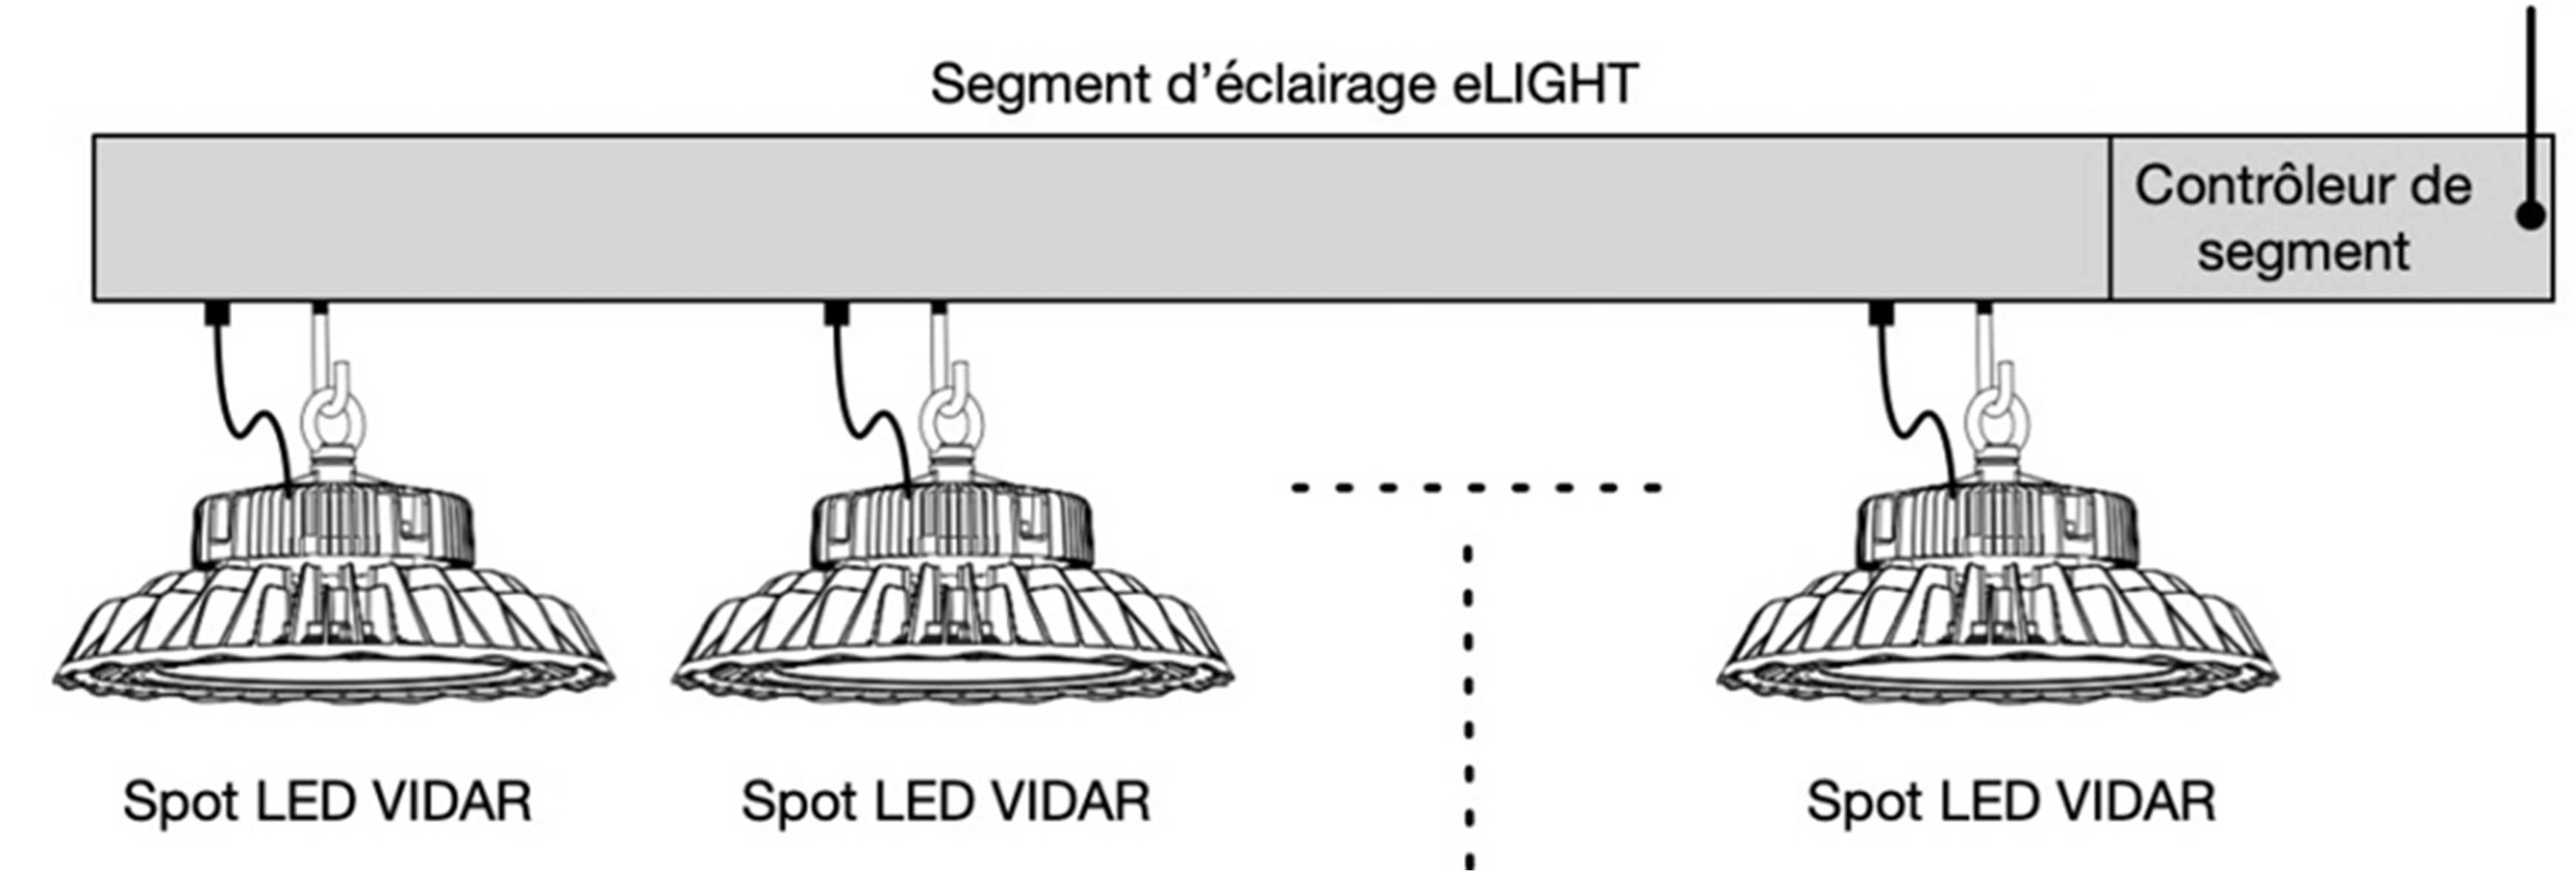 Segment d’éclairage eLIGHT
Contrôleur de
segment
Spot LED VIDAR
Spot LED VIDAR
Spot LED VIDAR